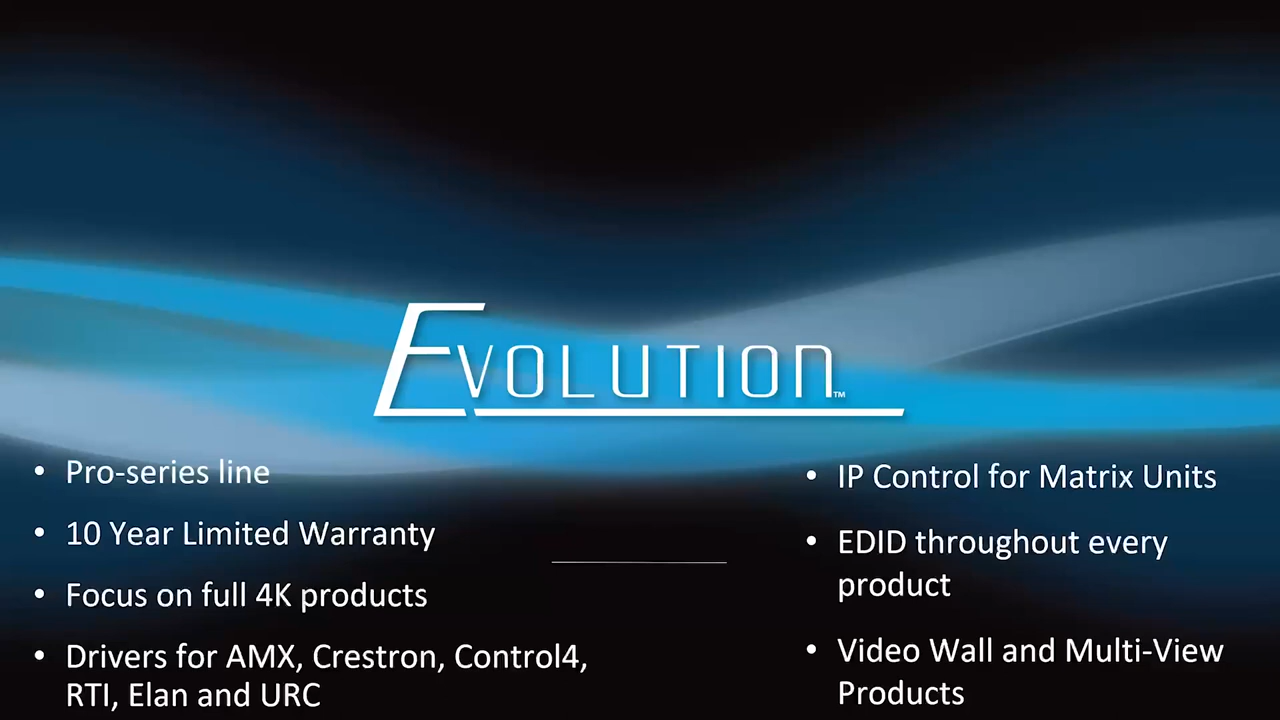 EVOLUTION™
• Pro-series line
• 10 Year Limited Warranty
• Focus on full 4K products
• Drivers for AMX, Crestron, Control4,
RTI, Elan and URC
• IP Control for Matrix Units
• EDID throughout every
product
• Video Wall and Multi-View
Products